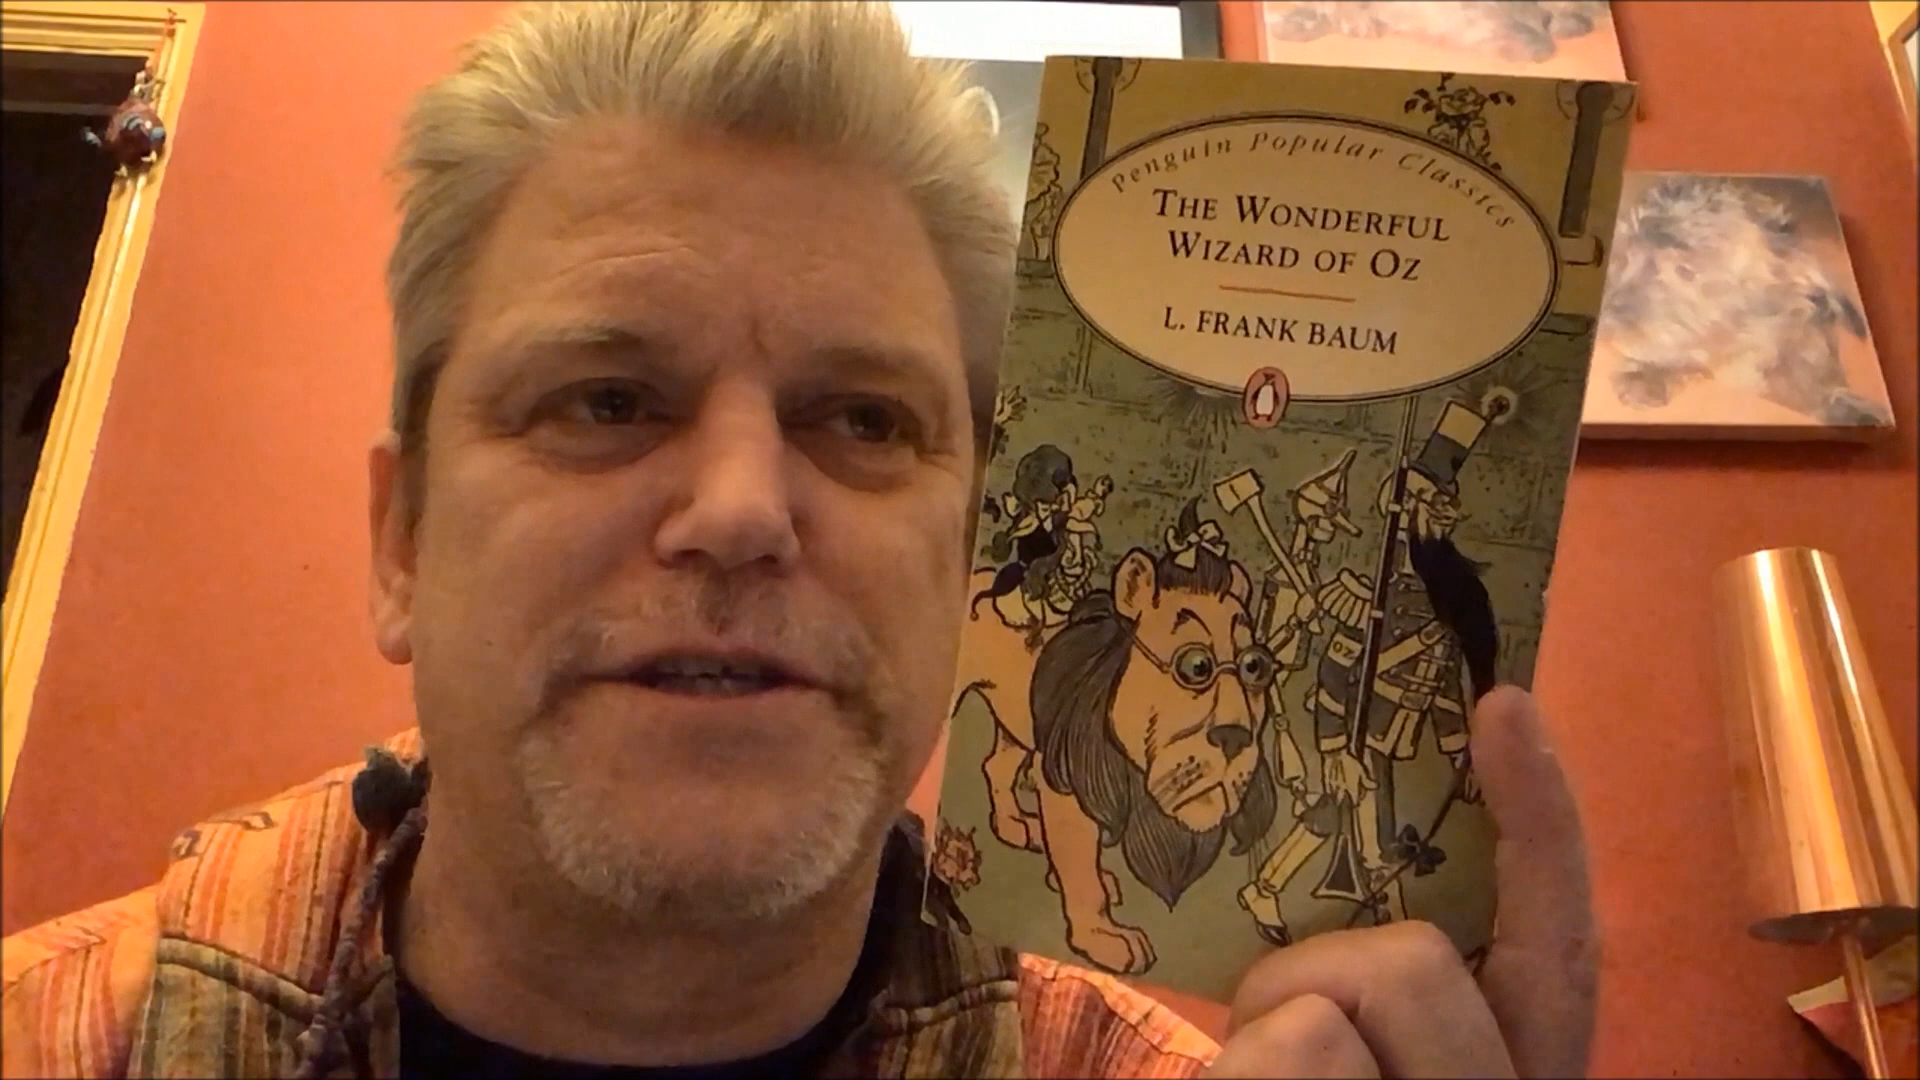 Penguin Popular Classics
THE WONDERFUL
WIZARD OF OZ
L. FRANK BAUM
OZ